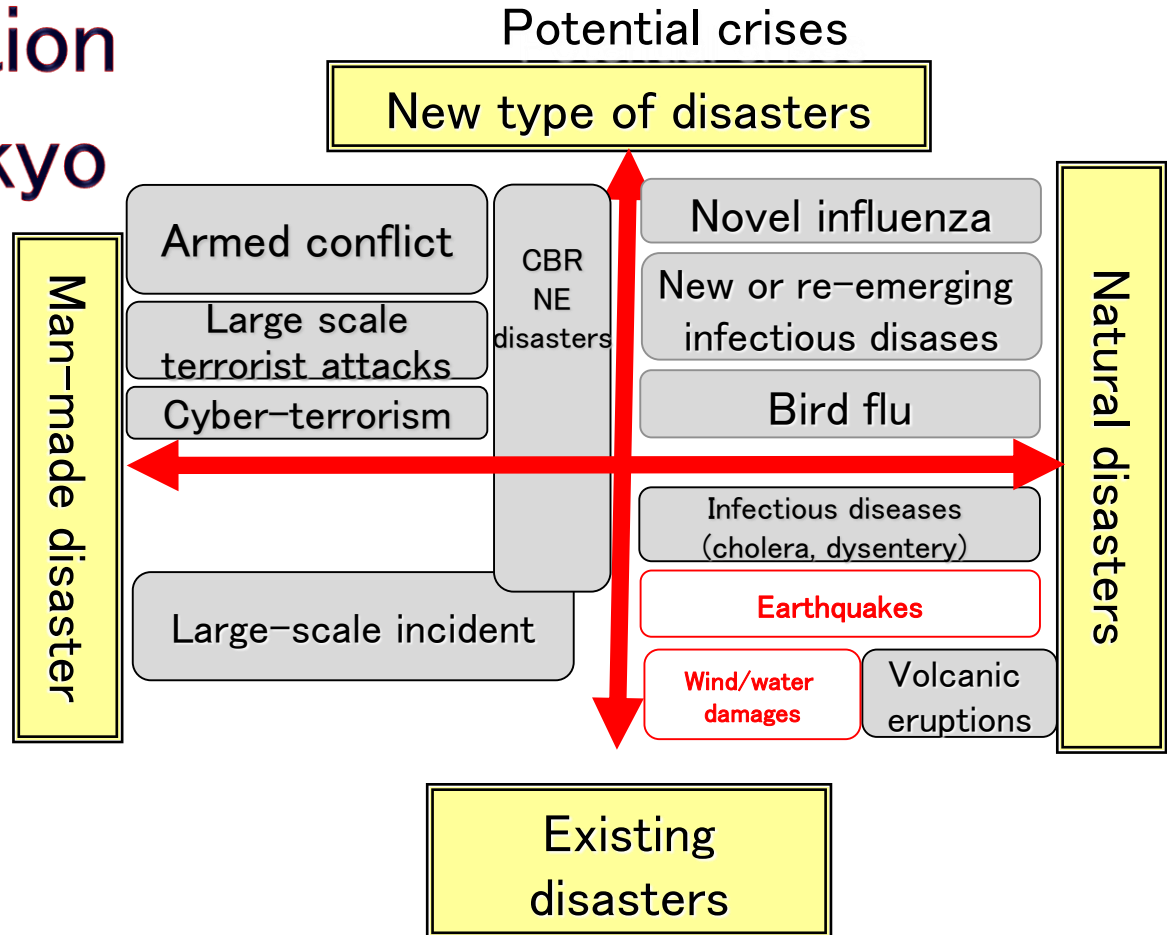 Potential crises
New type of disasters
kyo
Man-made disaster
Armed conflict
Large scale
terrorist attacks
Cyber-terrorism
CBR
NE
disasters
Large-scale incident
Novel influenza
New or re-emerging
infectious disases
Bird flu
Infectious diseases
(cholera, dysentery)
Earthquakes
Wind/water
damages
Volcanic
eruptions
Natural disasters
Existing
disasters